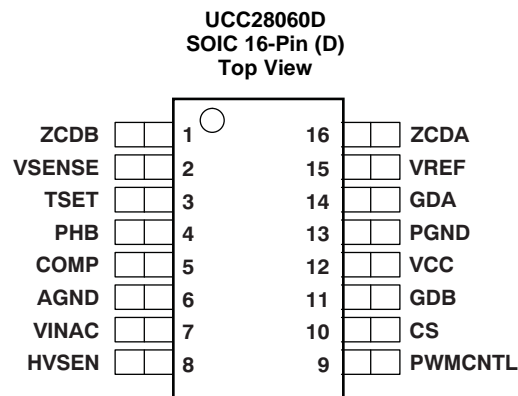 UCC28060D
SOIC 16-Pin (D)
Top View
ZCDB 1 16 ZCDA
VSENSE 2 15 VREF
TSET 3 14 GDA
PHB 4 13 PGND
COMP 5 12 VCC
AGND 6 11 GDB
VINAC 7 10 CS
HVSEN 8 9 PWMCNTL